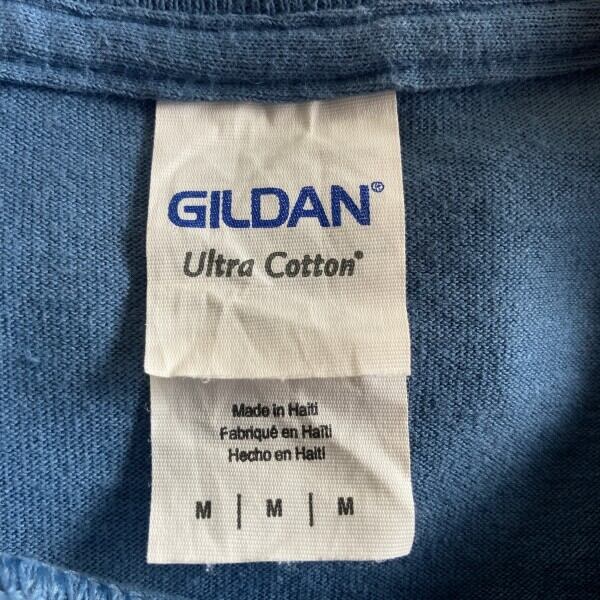 GILDAN®
Ultra Cotton®
Made in Haiti
Fabriqué en Haïti
Hecho en Haití
M | M | M